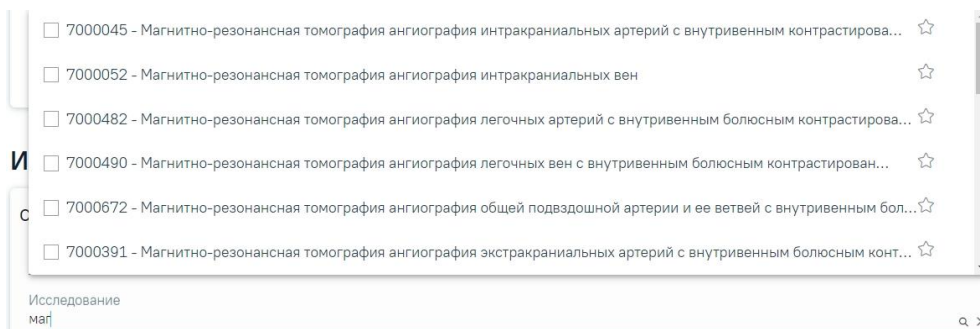 7000045 - Магнитно-резонансная томография ангиография интракраниальных артерий с внутривенным контрастирова...
7000052 - Магнитно-резонансная томография ангиография интракраниальных вен
7000482 - Магнитно-резонансная томография ангиография легочных артерий с внутривенным болюсным контрастирова...
7000490 - Магнитно-резонансная томография ангиография легочных вен с внутривенным болюсным контрастирован...
И
7000672 - Магнитно-резонансная томография ангиография общей подвздошной артерии и ее ветвей с внутривенным бол...
7000391 - Магнитно-резонансная томография ангиография экстракраниальных артерий с внутривенным болюсным конт...
Исследование
маг